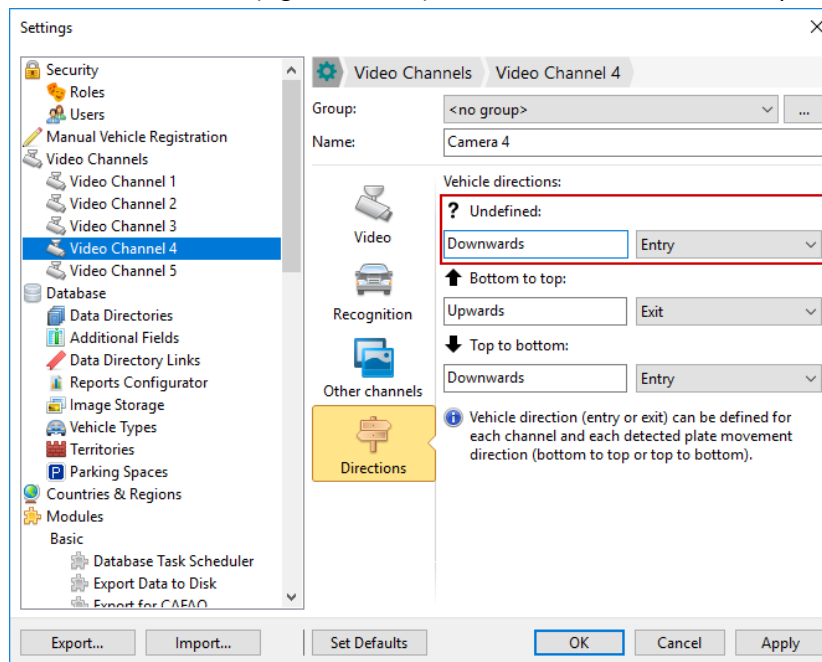 Settings
Security
Roles
Users
Manual Vehicle Registration
Video Channels
Video Channel 1
Video Channel 2
Video Channel 3
Video Channel 4
Video Channel 5
Database
Data Directories
Additional Fields
Data Directory Links
Reports Configurator
Image Storage
Vehicle Types
Territories
Parking Spaces
Countries & Regions
Modules
Basic
Database Task Scheduler
Export Data to Disk
Video Channels Video Channel 4
Group: <no group> ...
Name: Camera 4
Video
Recognition
Other channels
Directions
Vehicle directions:
? Undefined:
Downwards Entry
Bottom to top:
Upwards Exit
Top to bottom:
Downwards Entry
Vehicle direction (entry or exit) can be defined for
each channel and each detected plate movement
direction (bottom to top or top to bottom).
Export... Import... Set Defaults OK Cancel Apply